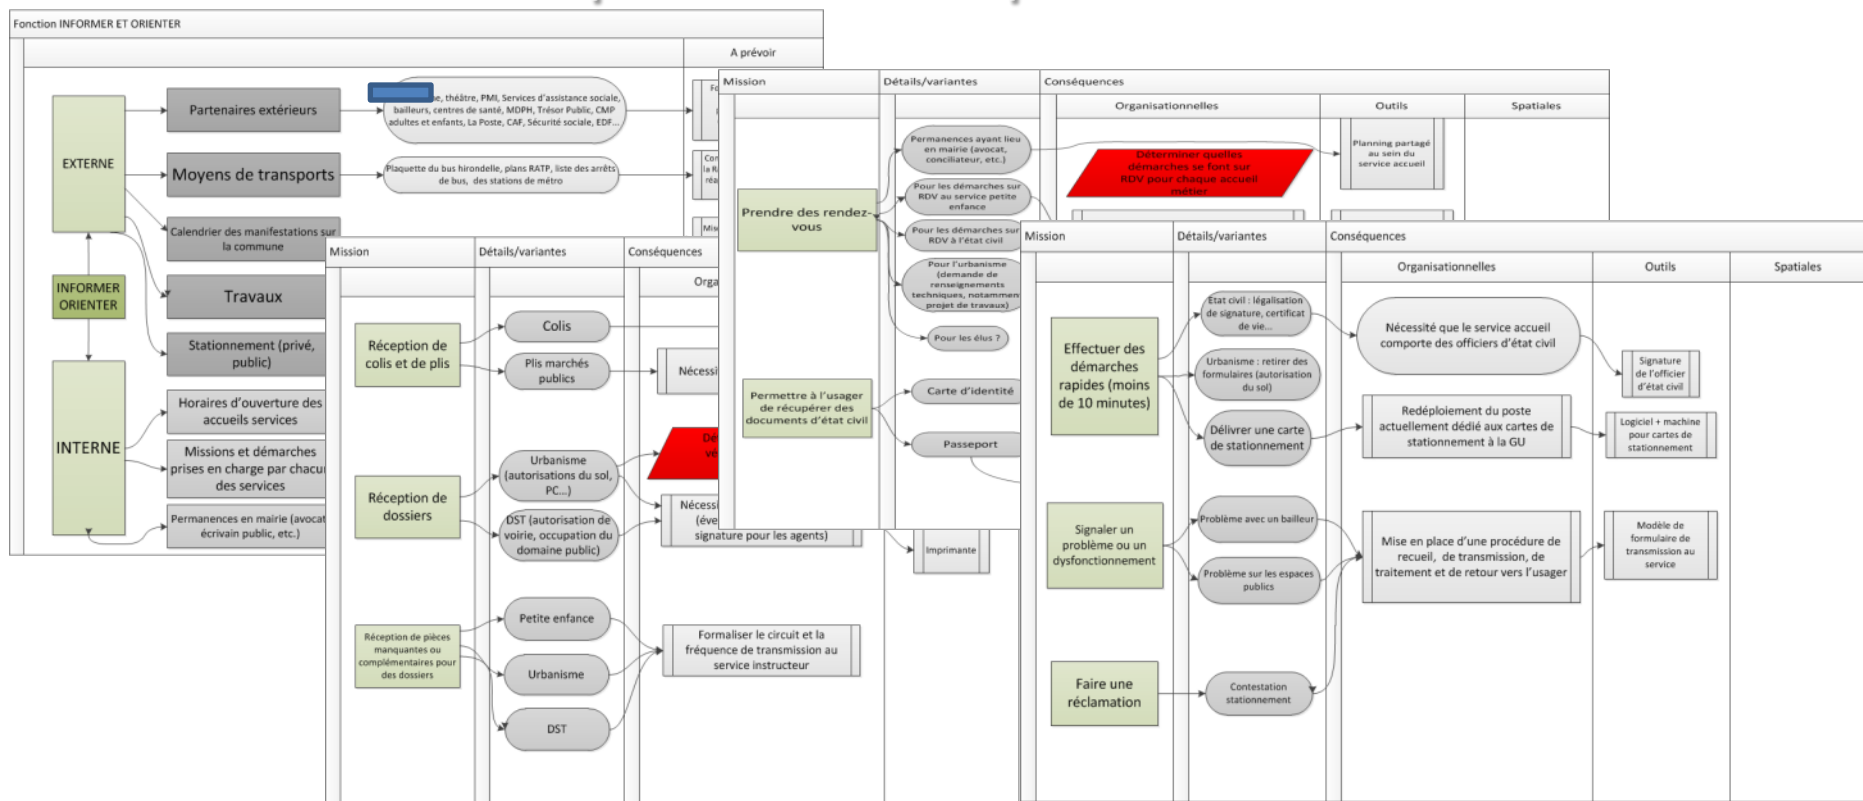 Fonction INFORMER ET ORIENTER
A prévoir
EXTERNE
INFORMER
ORIENTER
INTERNE
Partenaires extérieurs
Moyens de transports
Calendrier des manifestations sur
la commune
Travaux
Stationnement (privé,
public)
Horaires d'ouverture des
accueils services
Missions et démarches
prises en charge par chacun
des services
Permanences en mairie (avocat
écrivain public, etc.)
théâtre, PMI, Services d'assistance sociale,
bailleurs, centres de santé, MDPH, Trésor Public, CMP
adultes et enfants, La Poste, CAF, Sécurité sociale, EDF...
Plaquette du bus hirondelle, plans RATP, liste des arrêts
de bus, des stations de métro
Mission
Détails/variantes
Conséquences
Réception de
colis et de plis
Colis
Plis marchés
publics
Réception de
dossiers
Urbanisme
(autorisations du sol,
PC...)
DST (autorisation de
voirie, occupation du
domaine public)
signature pour les agents)
Imprimante
Réception de pièces
manquantes ou
complémentaires pour
des dossiers
Petite enfance
Urbanisme
DST
Formaliser le circuit et la
fréquence de transmission au
service instructeur
Mission
Détails/variantes
Conséquences
Organisationnelles
Outils
Spatiales
Prendre des rendez-
vous
Permanences ayant lieu
en mairie (avocat,
conciliateur, etc.)
Pour les démarches sur
RDV au service petite
enfance
Pour les démarches sur
RDV à l'état civil
Pour l'urbanisme
(demande de
renseignements
techniques, notamment
projet de travaux)
Pour les élus ?
Déterminer quelles
démarches se font sur
RDV pour chaque accueil
métier
Planning partagé
au sein du
service accueil
Permettre à l'usager
de récupérer des
documents d'état civil
Carte d'identité
Passeport
Mission
Détails/variantes
Conséquences
Organisationnelles
Outils
Spatiales
Effectuer des
démarches
rapides (moins
de 10 minutes)
Etat civil : légalisation
de signature, certificat
de vie...
Urbanisme : retirer des
formulaires (autorisation
du sol)
Délivrer une carte
de stationnement
Nécessité que le service accueil
comporte des officiers d'état civil
Signature
de l'officier
d'état civil
Redéploiement du poste
actuellement dédié aux cartes de
stationnement à la GU
Logiciel + machine
pour cartes de
stationnement
Signaler un
problème ou un
dysfonctionnement
Problème avec un bailleur
Problème sur les espaces
publics
Mise en place d'une procédure de
recueil, de transmission, de
traitement et de retour vers l'usager
Modèle de
formulaire de
transmission au
service
Faire une
réclamation
Contestation
stationnement